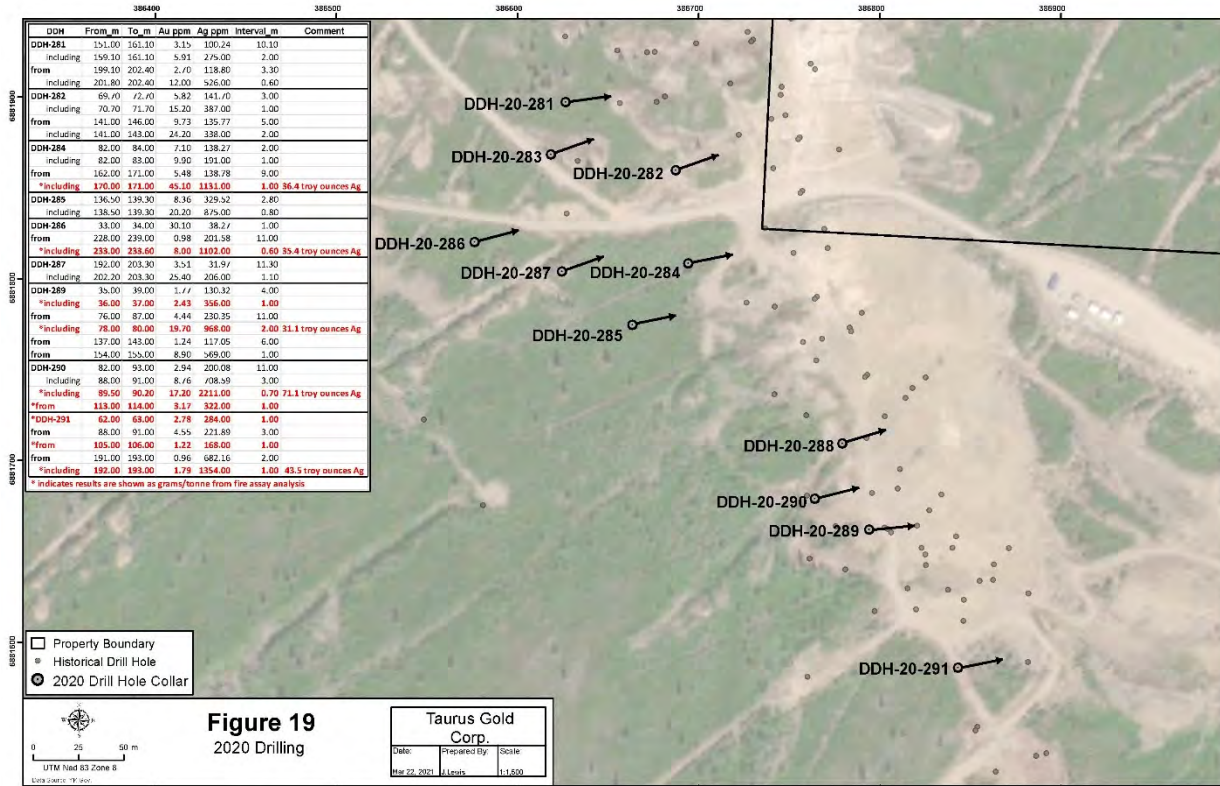 386400 386500 386600 386700 386800 386900
DDH From_m To_m Au ppm Ag ppm Interval_m Comment
DDH-281 151.00 161.10 3.15 100.24 10.10
including 159.10 161.10 5.91 275.00 2.00
from 199.10 202.40 2.70 118.80 3.30
including 201.80 202.40 12.00 526.00 0.60
DDH-282 69.70 72.70 5.82 141.70 3.00
including 70.70 71.70 15.20 387.00 1.00
from 141.00 146.00 9.73 135.77 5.00
including 141.00 143.00 24.20 338.00 2.00
DDH-284 82.00 84.00 7.10 138.27 2.00
including 82.00 83.00 9.90 191.00 1.00
from 162.00 171.00 5.48 138.78 9.00
*including 170.00 171.00 45.10 1131.00 1.00 36.4 troy ounces Ag
DDH-285 136.50 139.30 8.36 329.52 2.80
including 138.50 139.30 20.20 875.00 0.80
DDH-286 33.00 34.00 30.10 38.27 1.00
from 228.00 239.00 0.98 201.58 11.00
*including 233.00 233.60 8.00 1102.00 0.60 35.4 troy ounces Ag
DDH-287 192.00 203.30 3.51 31.97 11.30
including 202.20 203.30 25.40 206.00 1.10
DDH-289 35.00 39.00 1.77 130.32 4.00
*including 36.00 37.00 2.43 356.00 1.00
from 76.00 87.00 4.44 230.35 11.00
*including 78.00 80.00 19.70 968.00 2.00 31.1 troy ounces Ag
from 137.00 143.00 1.24 117.05 6.00
from 154.00 155.00 8.90 569.00 1.00
DDH-290 82.00 93.00 2.94 200.08 11.00
including 88.00 91.00 8.76 708.59 3.00
*including 89.50 90.20 17.20 2211.00 0.70 71.1 troy ounces Ag
*from 113.00 114.00 3.17 322.00 1.00
*DDH-291 62.00 63.00 2.78 284.00 1.00
from 88.00 91.00 4.55 221.89 3.00
*from 105.00 106.00 1.22 168.00 1.00
from 191.00 193.00 0.96 682.16 2.00
*including 192.00 193.00 1.79 1354.00 1.00 43.5 troy ounces Ag
* indicates results are shown as grams/tonne from fire assay analysis
6881900
6881800
6881700
6881600
DDH-20-281
DDH-20-283
DDH-20-282
DDH-20-286
DDH-20-287
DDH-20-284
DDH-20-285
DDH-20-288
DDH-20-290
DDH-20-289
DDH-20-291
Property Boundary
Historical Drill Hole
2020 Drill Hole Collar
N
W E
S
0 25 50 m
UTM Nad 83 Zone 8
Data Source: YK Gov.
Figure 19
2020 Drilling
Taurus Gold
Corp.
Date: Prepared By: Scale:
Mar 22, 2021 J.Lewis 1:1,500